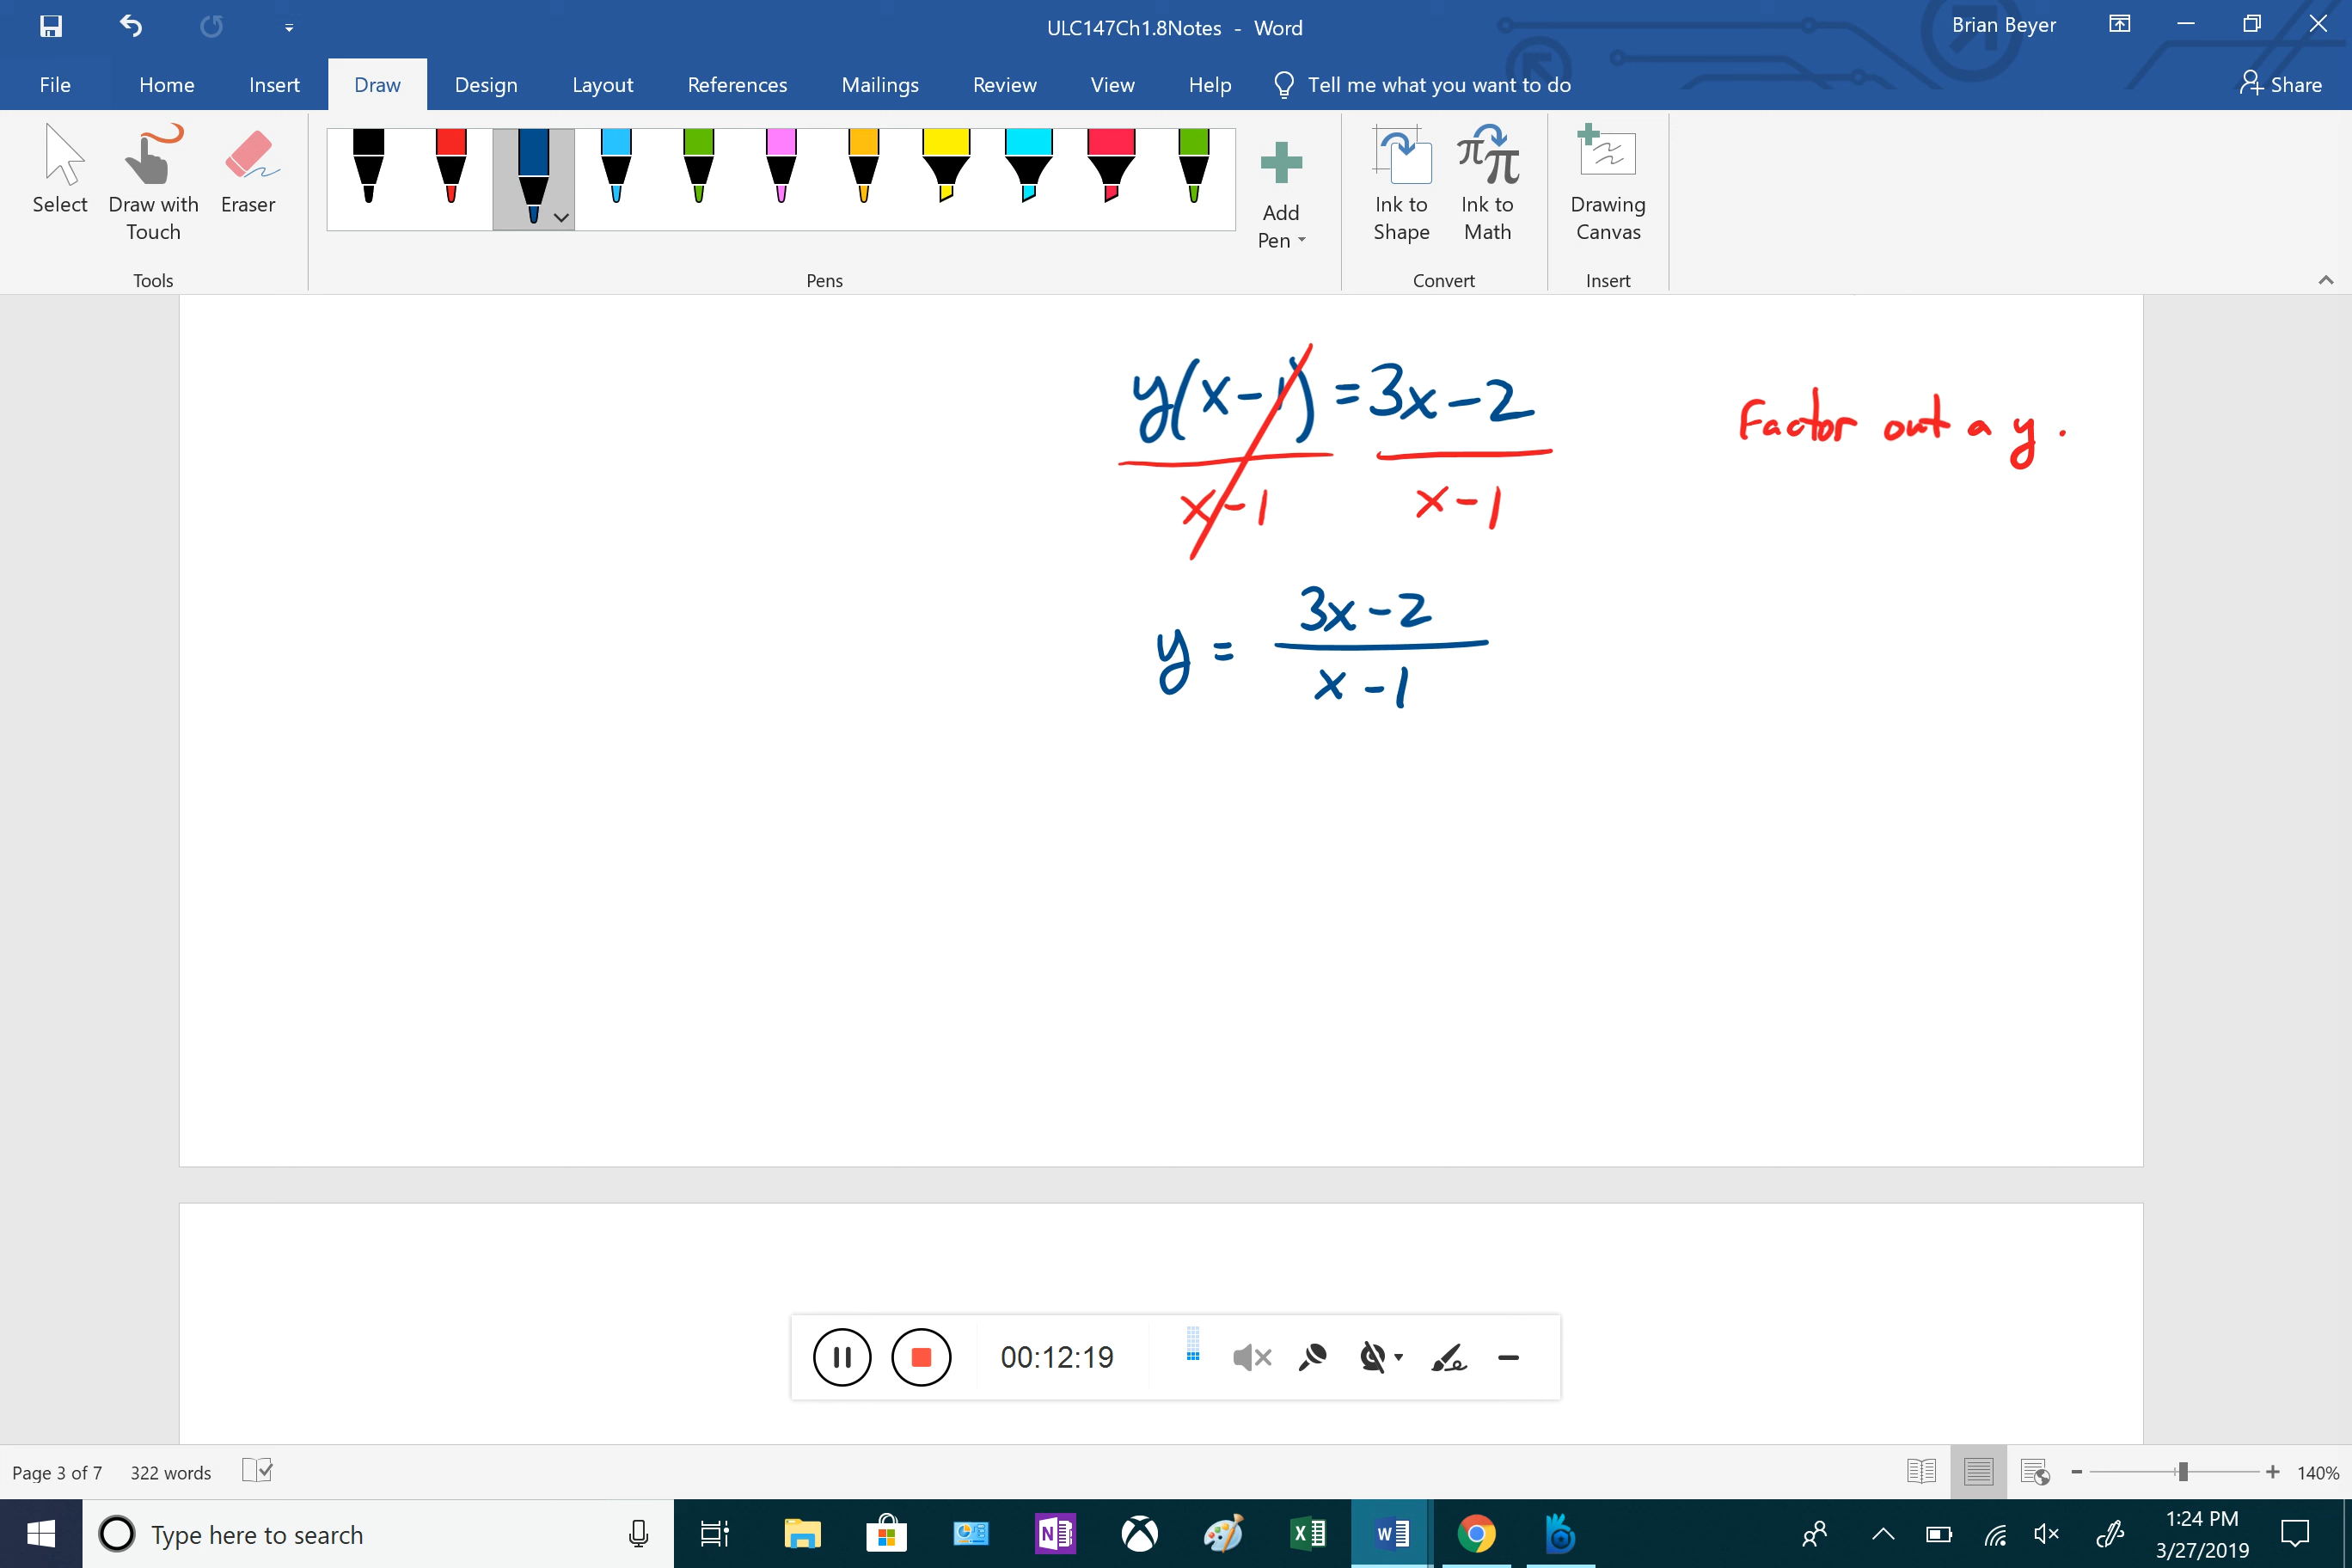 ULC147Ch1.8Notes - Word
Brian Beyer
File Home Insert Draw Design Layout References Mailings Review View Help Tell me what you want to do Share
Select Draw with Touch Eraser
Add Pen
Ink to Shape Ink to Math
Drawing Canvas
Tools Pens Convert Insert
y(x-1) = 3x-2
Factor out a y.
x-1 x-1
3x-2
y =
x-1
00:12:19
Page 3 of 7 322 words 140%
Type here to search
1:24 PM
3/27/2019